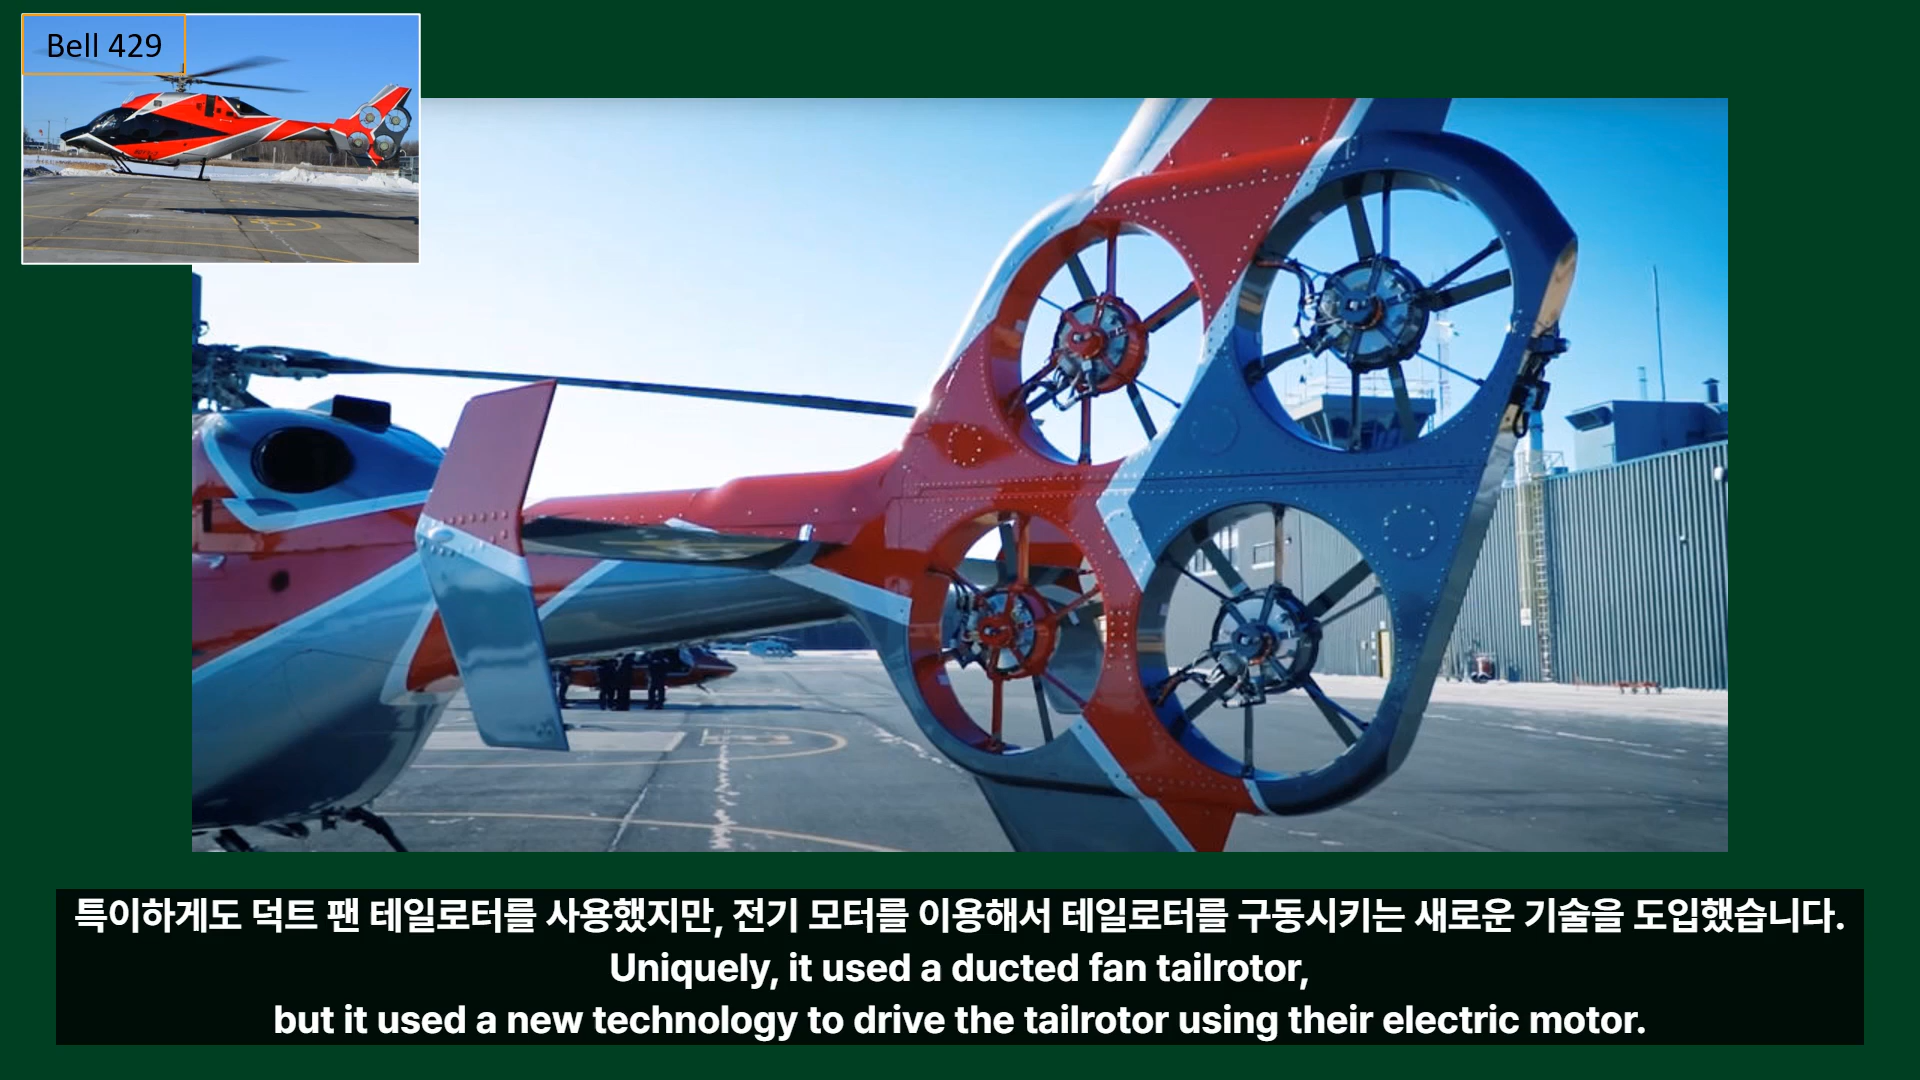 Bell 429
특이하게도 덕트 팬 테일로터를 사용했지만, 전기 모터를 이용해서 테일로터를 구동시키는 새로운 기술을 도입했습니다.
Uniquely, it used a ducted fan tailrotor,
but it used a new technology to drive the tailrotor using their electric motor.